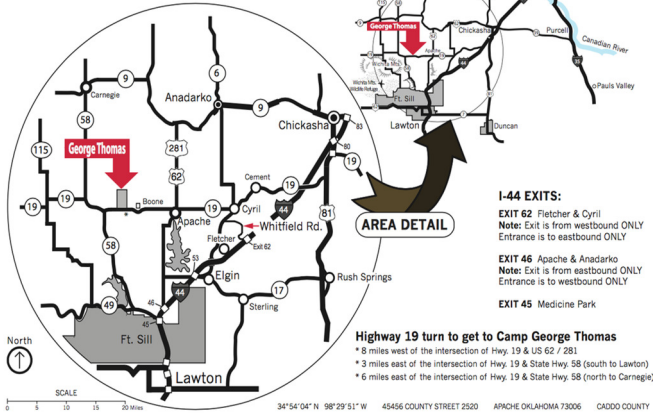 6
9
Carnegie
Anadarko
9
Chickasha
83
80
58
George Thomas
115
281
62
Cement
19
19
19
19
19
Boone
Apache
19
Cyril
44
81
Whitfield Rd.
Fletcher
Exit 62
58
53
Elgin
Rush Springs
44
17
Sterling
49
46
45
Ft. Sill
Lawton
North
SCALE
0 5 10 15 20 Miles
115
George Thomas
Chickasha
Purcell
Canadian River
35
Apache
Wichita Mts.
Wichita Mts.
Wildlife Refuge
44
Pauls Valley
Ft. Sill
Lawton
7
Duncan
AREA DETAIL
I-44 EXITS:
EXIT 62 Fletcher & Cyril
Note: Exit is from westbound ONLY
Entrance is to eastbound ONLY
EXIT 46 Apache & Anadarko
Note: Exit is from eastbound ONLY
Entrance is to westbound ONLY
EXIT 45 Medicine Park
Highway 19 turn to get to Camp George Thomas
* 8 miles west of the intersection of Hwy. 19 & US 62 / 281
* 3 miles east of the intersection of Hwy. 19 & State Hwy. 58 (south to Lawton)
* 6 miles east of the intersection of Hwy. 19 & State Hwy. 58 (north to Carnegie)
34°54'04" N 98°29'51" W 45456 COUNTY STREET 2520 APACHE OKLAHOMA 73006 CADDO COUNTY